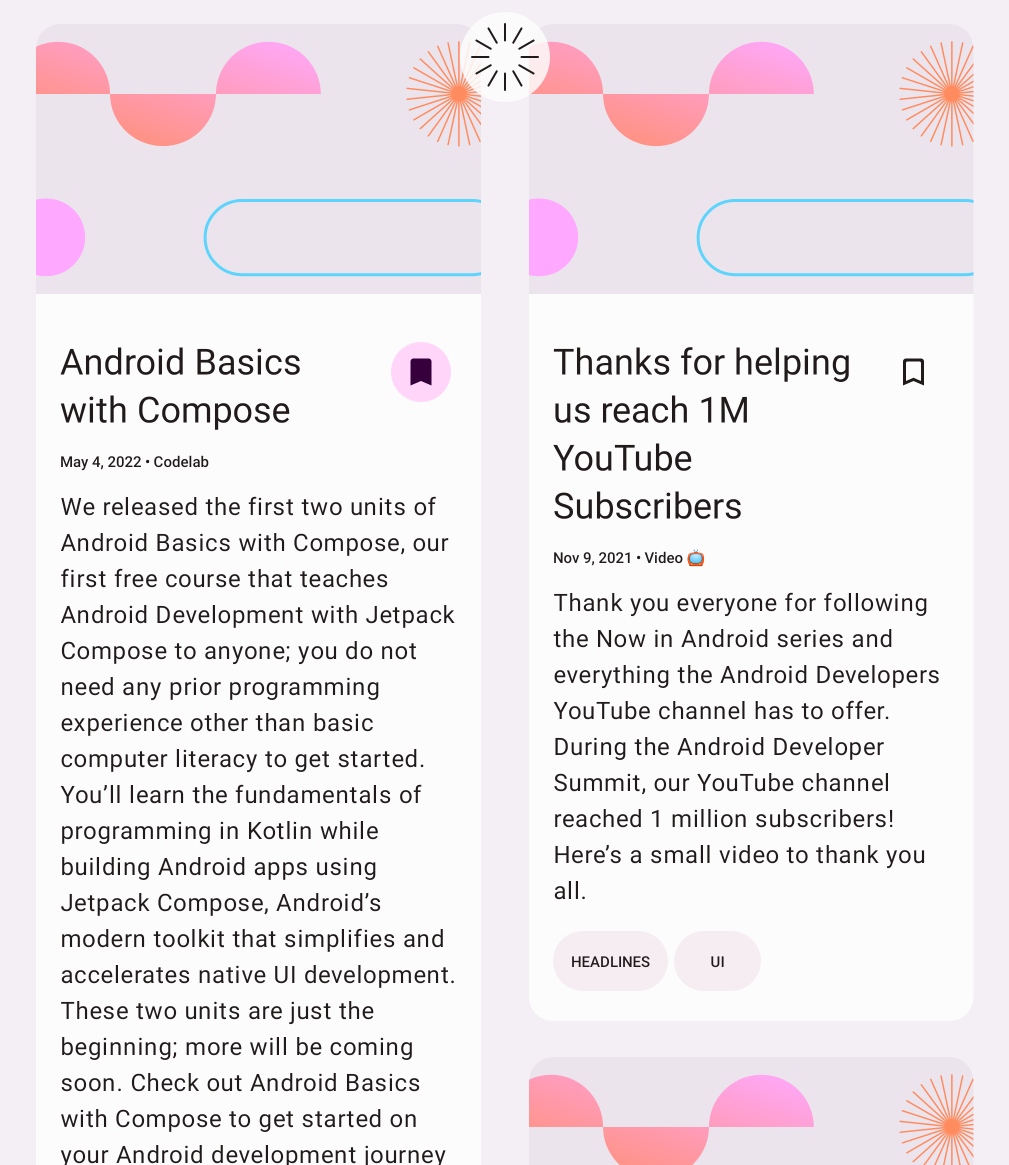 Android Basics
with Compose
May 4, 2022 • Codelab
We released the first two units of
Android Basics with Compose, our
first free course that teaches
Android Development with Jetpack
Compose to anyone; you do not
need any prior programming
experience other than basic
computer literacy to get started.
You’ll learn the fundamentals of
programming in Kotlin while
building Android apps using
Jetpack Compose, Android’s
modern toolkit that simplifies and
accelerates native UI development.
These two units are just the
beginning; more will be coming
soon. Check out Android Basics
with Compose to get started on
your Android development journey
Thanks for helping
us reach 1M
YouTube
Subscribers
Nov 9, 2021 • Video 📺
Thank you everyone for following
the Now in Android series and
everything the Android Developers
YouTube channel has to offer.
During the Android Developer
Summit, our YouTube channel
reached 1 million subscribers!
Here’s a small video to thank you
all.
HEADLINES
UI